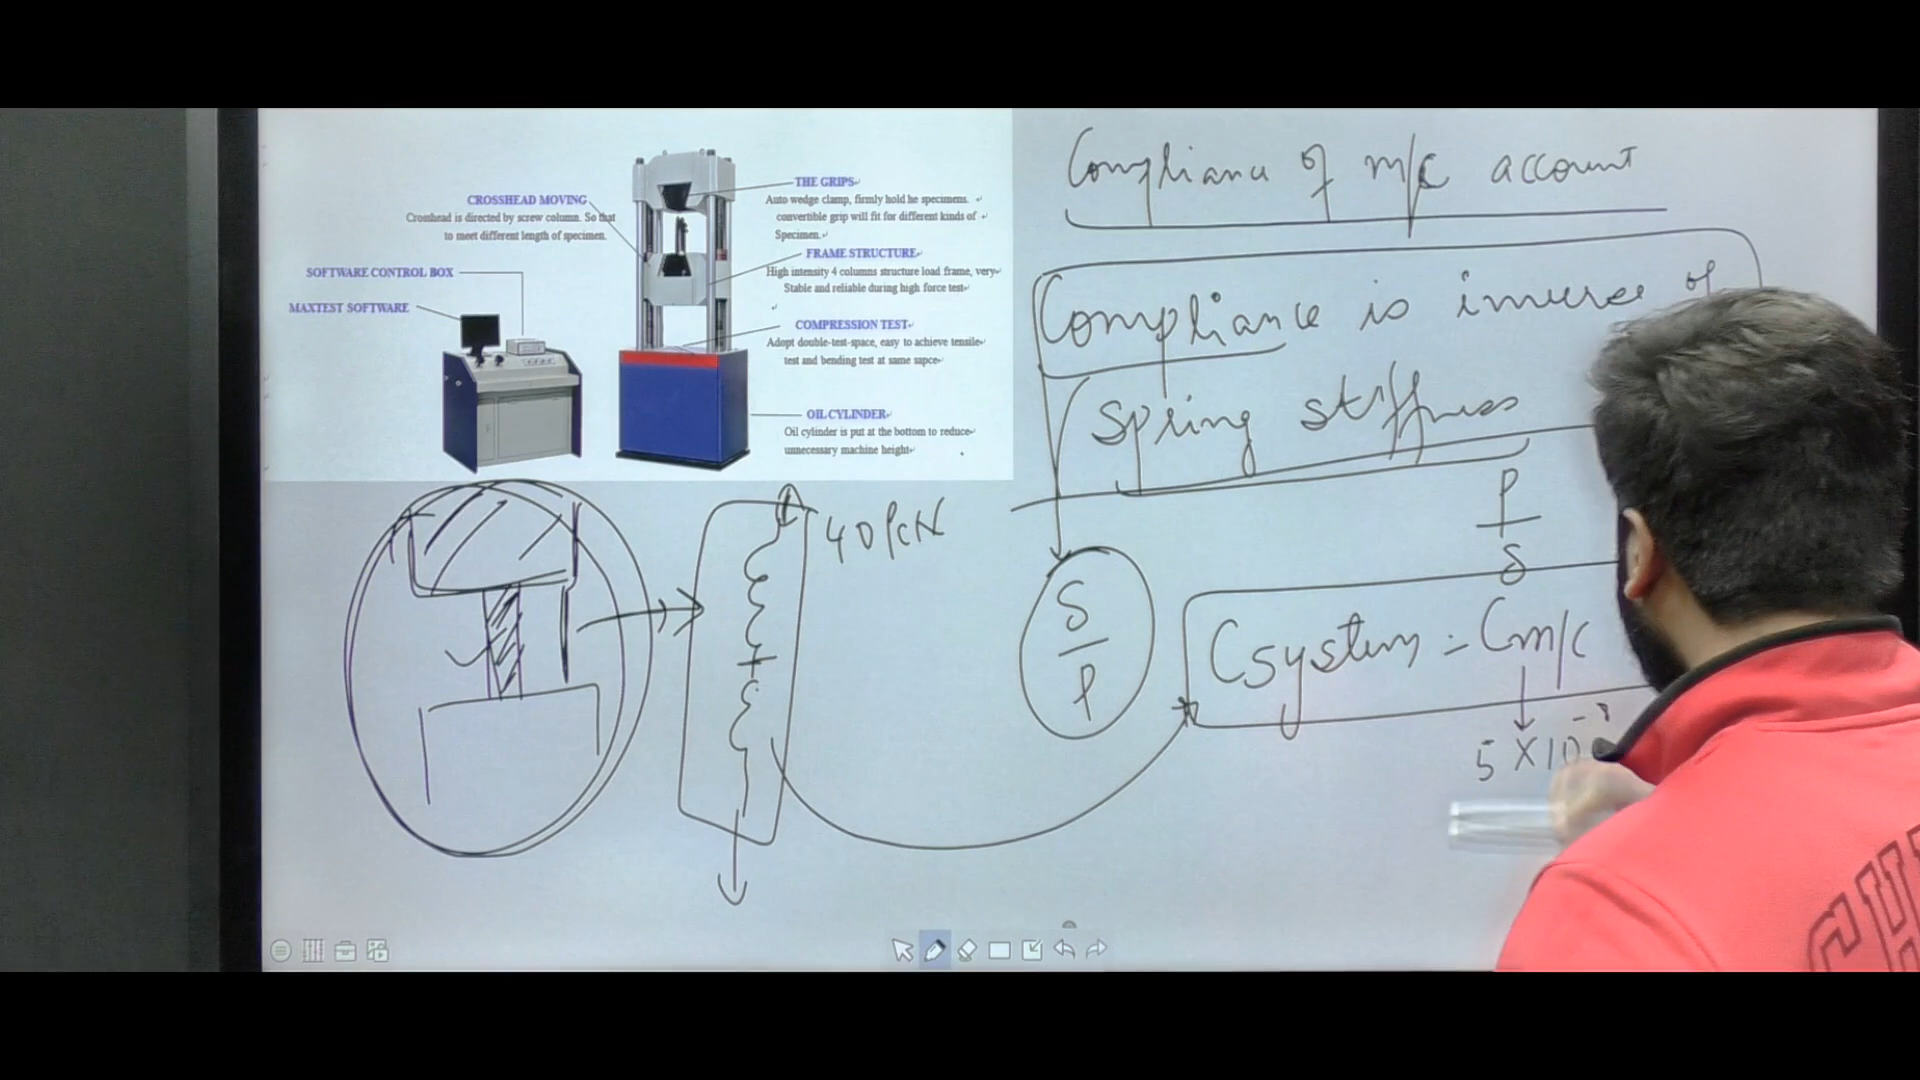 CROSSHEAD MOVING
Crosshead is directed by screw column. So that
to meet different length of specimen.
SOFTWARE CONTROL BOX
MAXTEST SOFTWARE
THE GRIPS
Auto wedge clamp, firmly hold he specimens.
convertible grip will fit for different kinds of
Specimen.
FRAME STRUCTURE
High intensity 4 columns structure load frame, very
Stable and reliable during high force test
COMPRESSION TEST
Adopt double-test-space, easy to achieve tensile
test and bending test at same sapce
OIL CYLINDER
Oil cylinder is put at the bottom to reduce
unnecessary machine height
Compliance of m/c account
Compliance is inverse of
spring stiffness
P
δ
40 kN
δ
P
Csystem = Cm/c
5 × 10